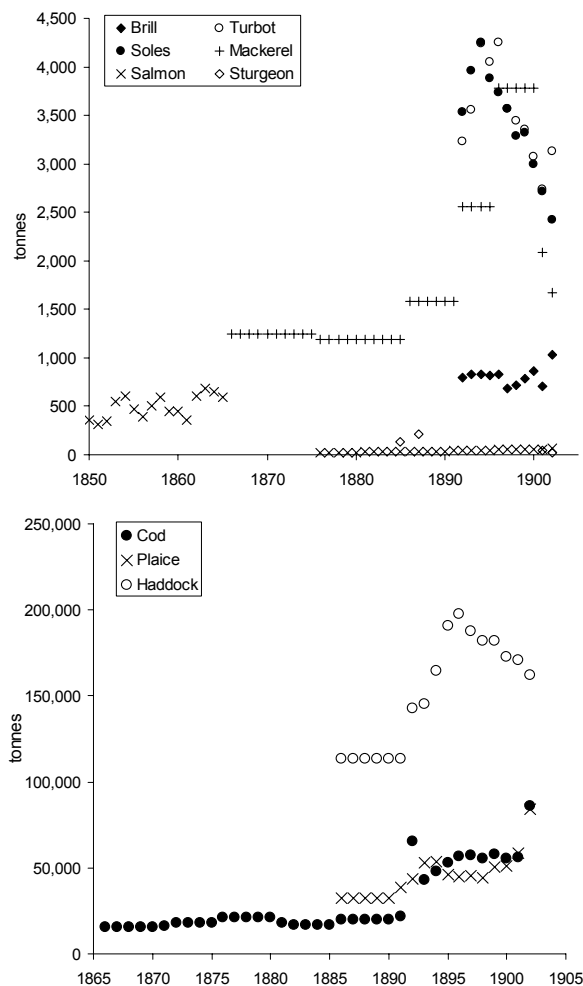 Brill Turbot
Soles Mackerel
Salmon Sturgeon
tonnes
4,500
4,000
3,500
3,000
2,500
2,000
1,500
1,000
500
0
1850 1860 1870 1880 1890 1900
Cod
Plaice
Haddock
tonnes
250,000
200,000
150,000
100,000
50,000
0
1865 1870 1875 1880 1885 1890 1895 1900 1905